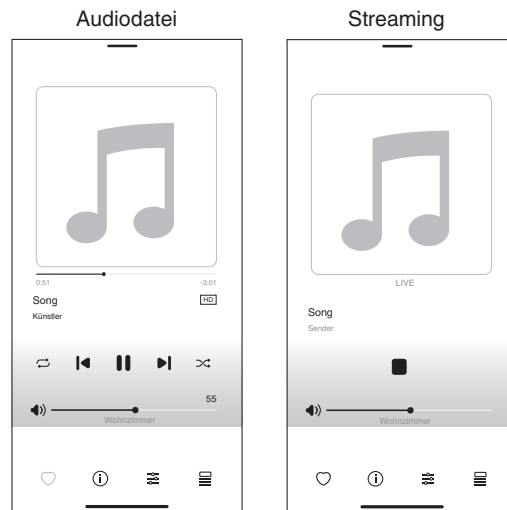 Audiodatei
0:51 -3:01
Song HD
Künstler
55
Wohnzimmer
Streaming
LIVE
Song
Sender
Wohnzimmer